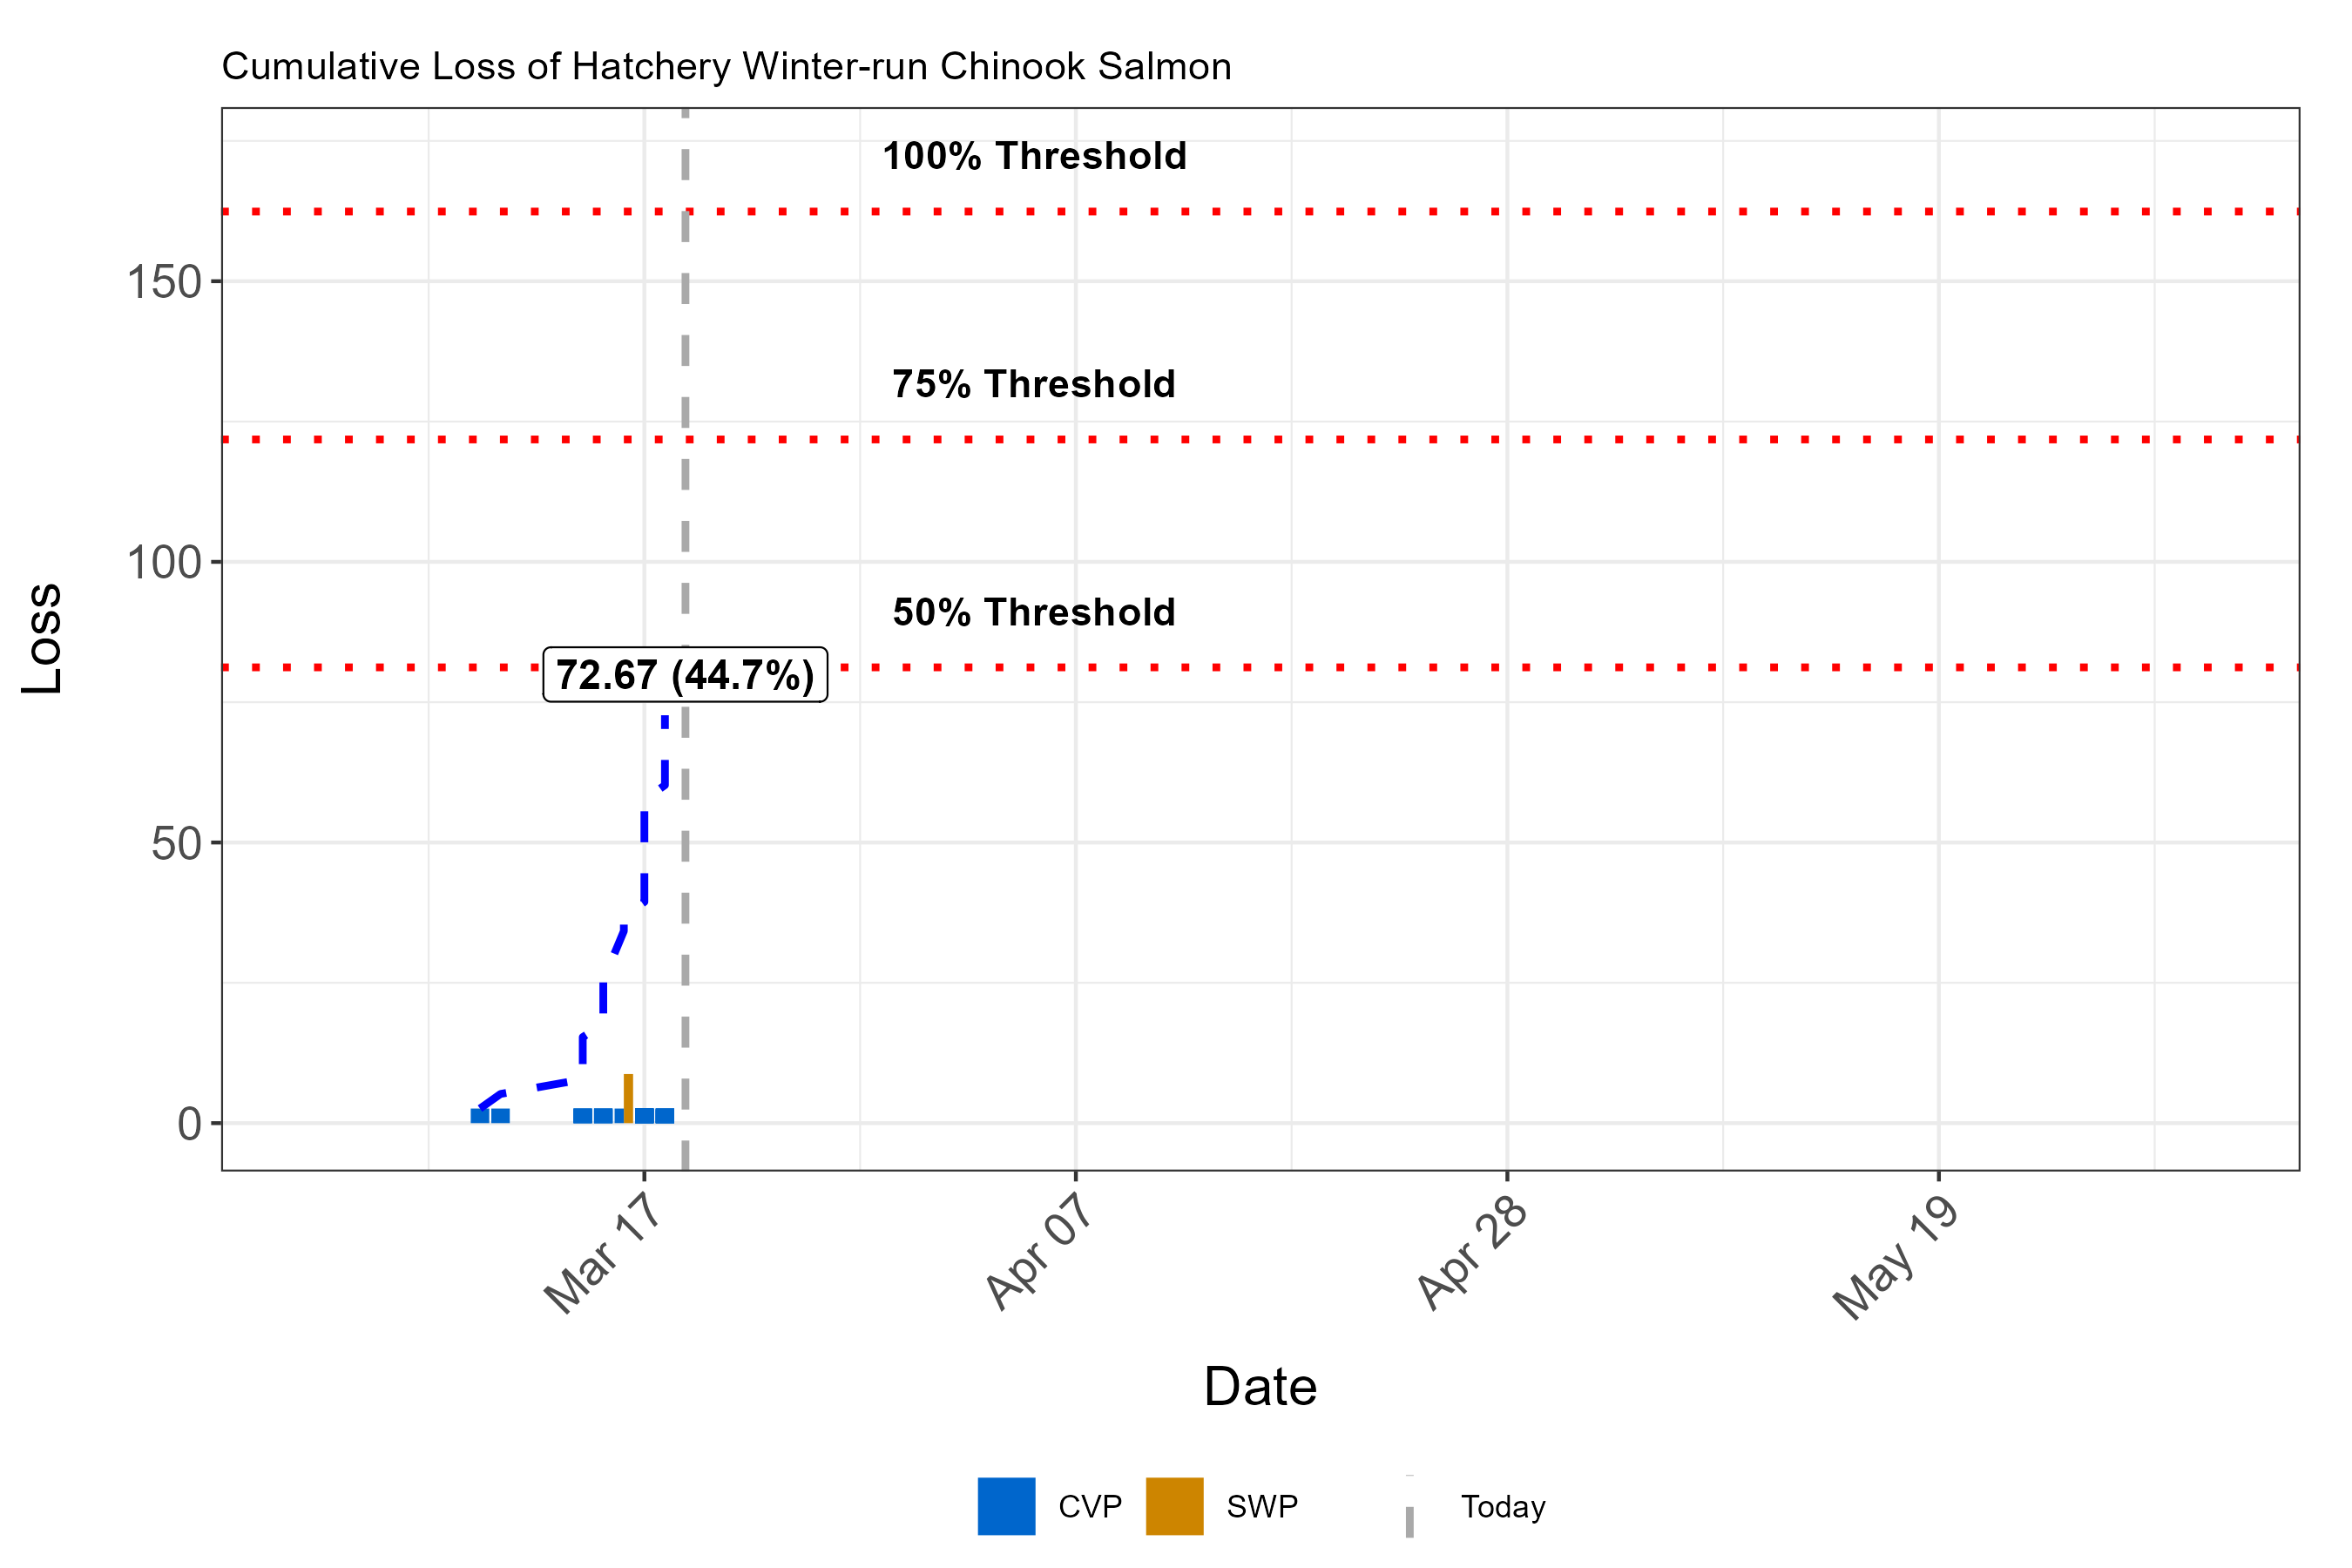 Cumulative Loss of Hatchery Winter-run Chinook Salmon
100% Threshold
150
75% Threshold
100
50% Threshold
72.67 (44.7%)
Loss
50
0
Mar 17
Apr 07
Apr 28
May 19
Date
CVP
SWP
Today